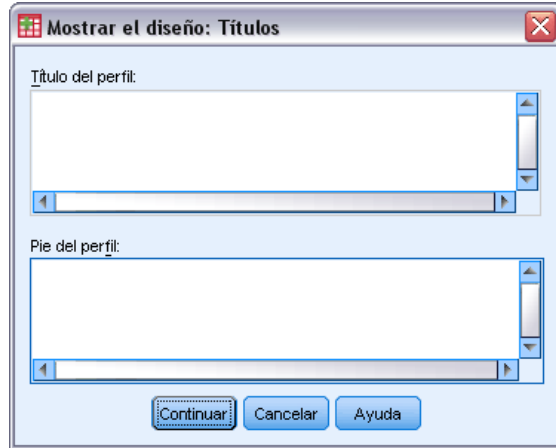 Mostrar el diseño: Títulos
Título del perfil:
Pie del perfil:
Continuar Cancelar Ayuda